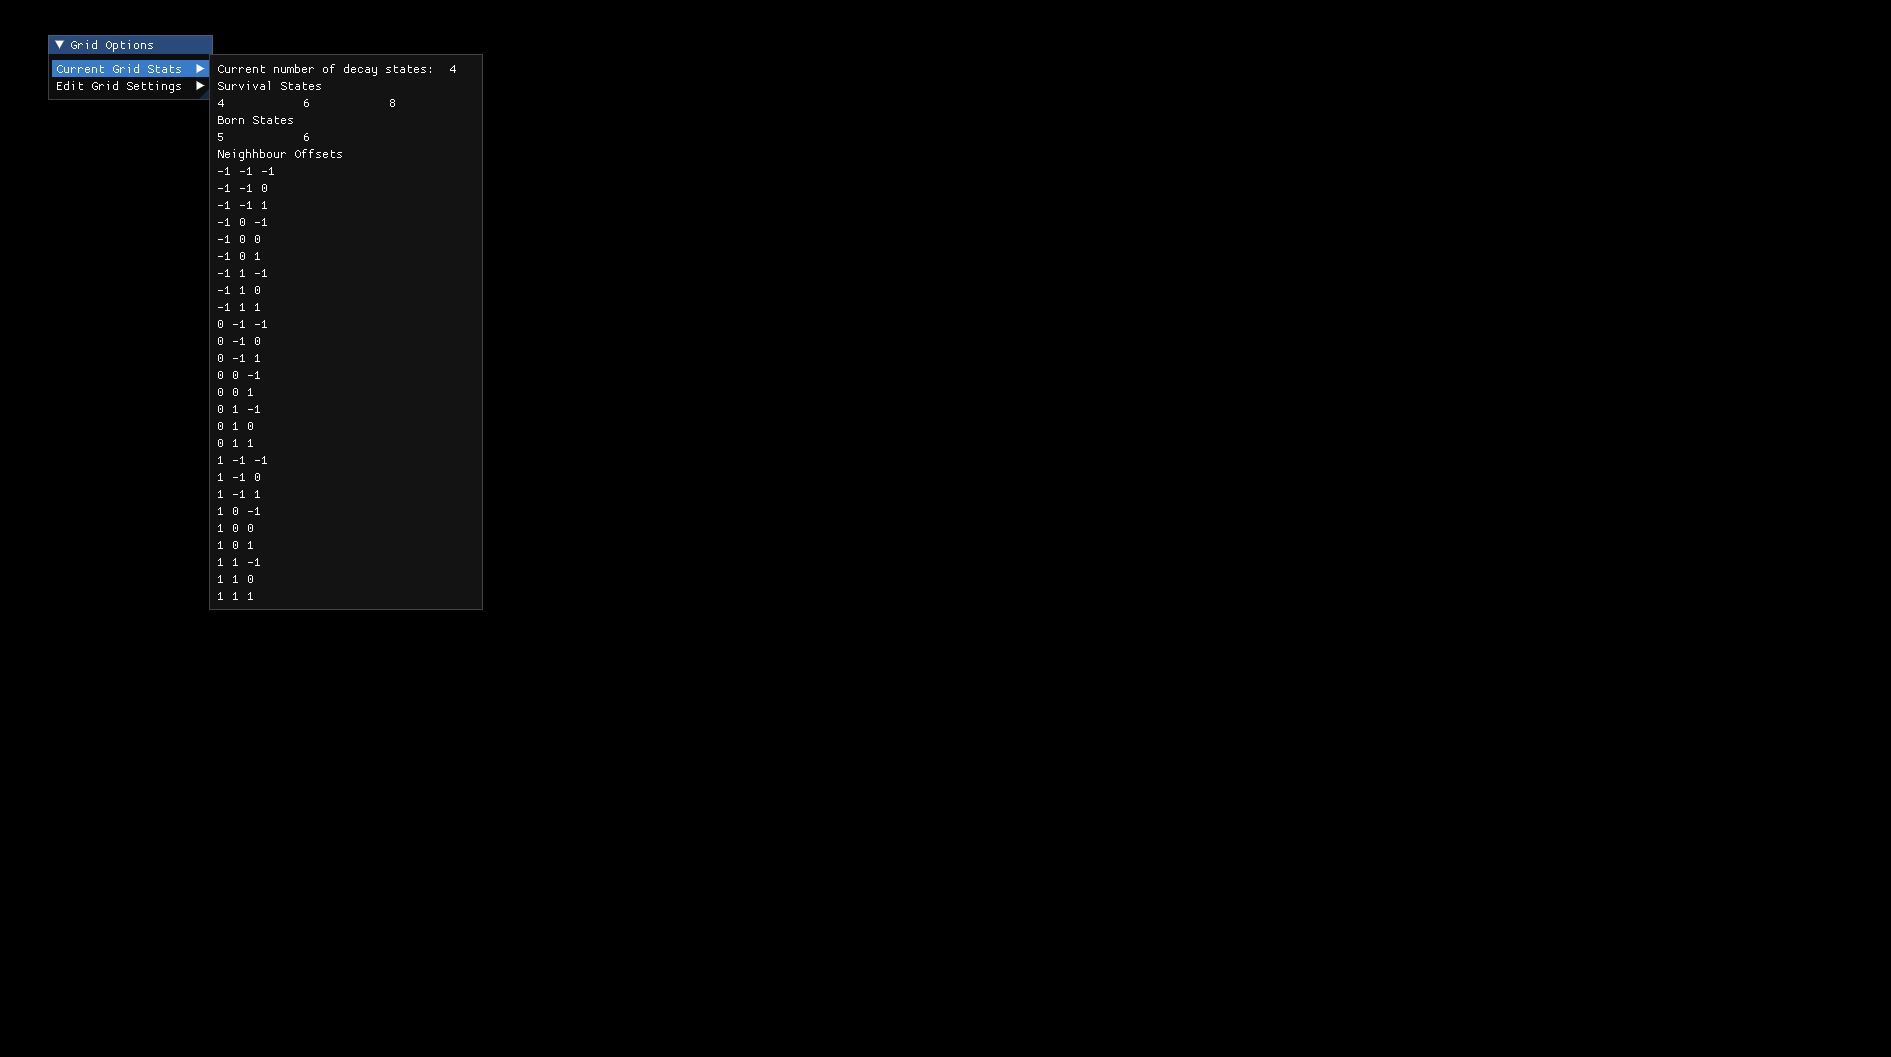 Grid Options
Current Grid Stats
Edit Grid Settings
Current number of decay states: 4
Survival States
4 6 8
Born States
5 6
Neighhbour Offsets
-1 -1 -1
-1 -1 0
-1 -1 1
-1 0 -1
-1 0 0
-1 0 1
-1 1 -1
-1 1 0
-1 1 1
0 -1 -1
0 -1 0
0 -1 1
0 0 -1
0 0 1
0 1 -1
0 1 0
0 1 1
1 -1 -1
1 -1 0
1 -1 1
1 0 -1
1 0 0
1 0 1
1 1 -1
1 1 0
1 1 1